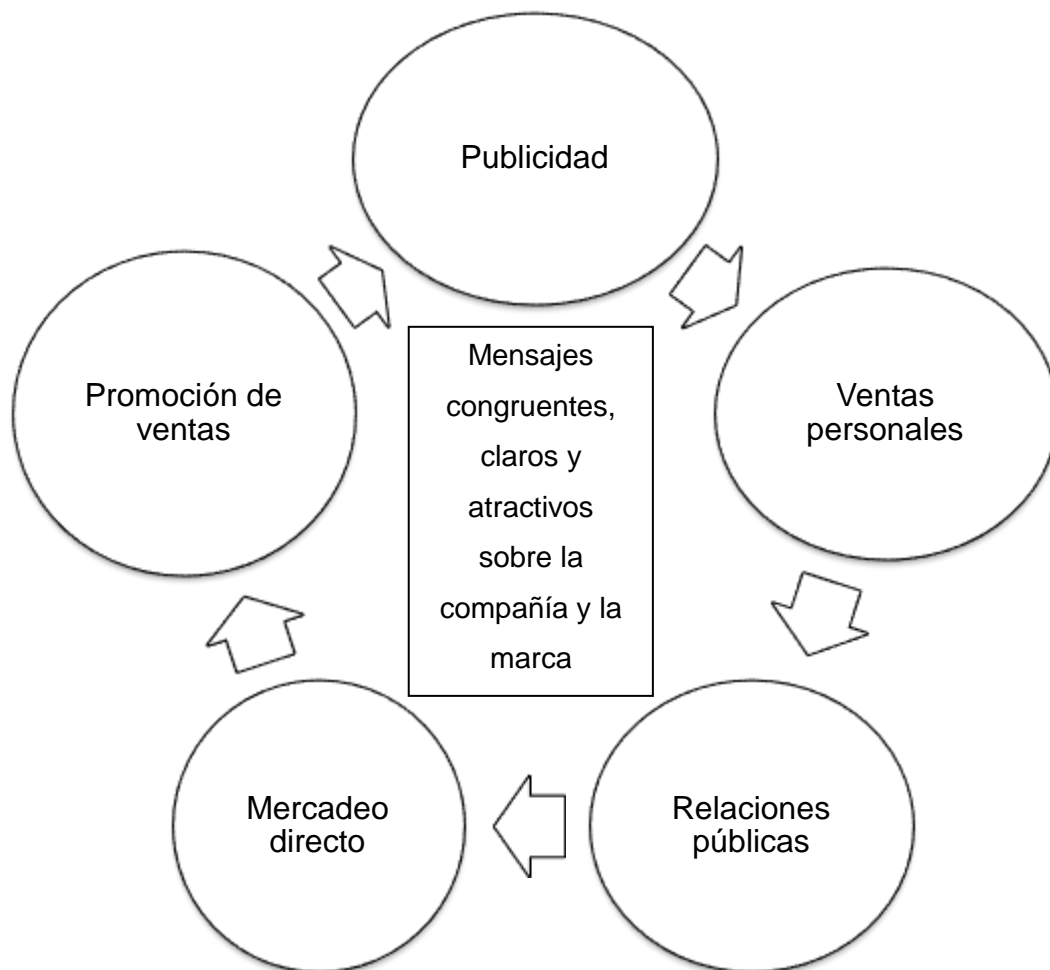 Publicidad
Promoción de
ventas
Mensajes
congruentes,
claros y
atractivos
sobre la
compañía y la
marca
Ventas
personales
Mercadeo
directo
Relaciones
públicas